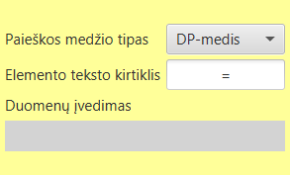 Paieškos medžio tipas DP-medis
Elemento teksto kirtiklis =
Duomenų įvedimas